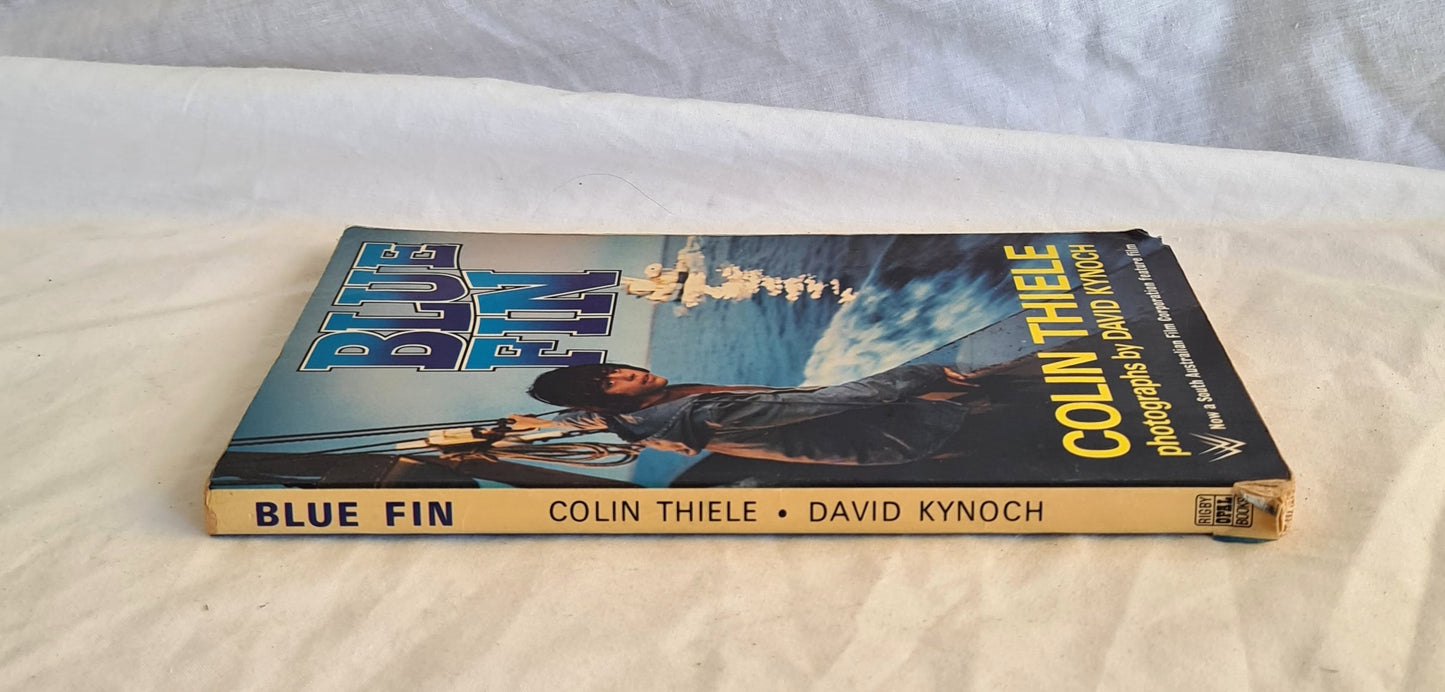 BLUE
FIN
COLIN THIELE
photographs by DAVID KYNOCH
Now a South Australian Film Corporation feature film
BLUE FIN COLIN THIELE • DAVID KYNOCH
RIGBY
OPAL
BOOKS